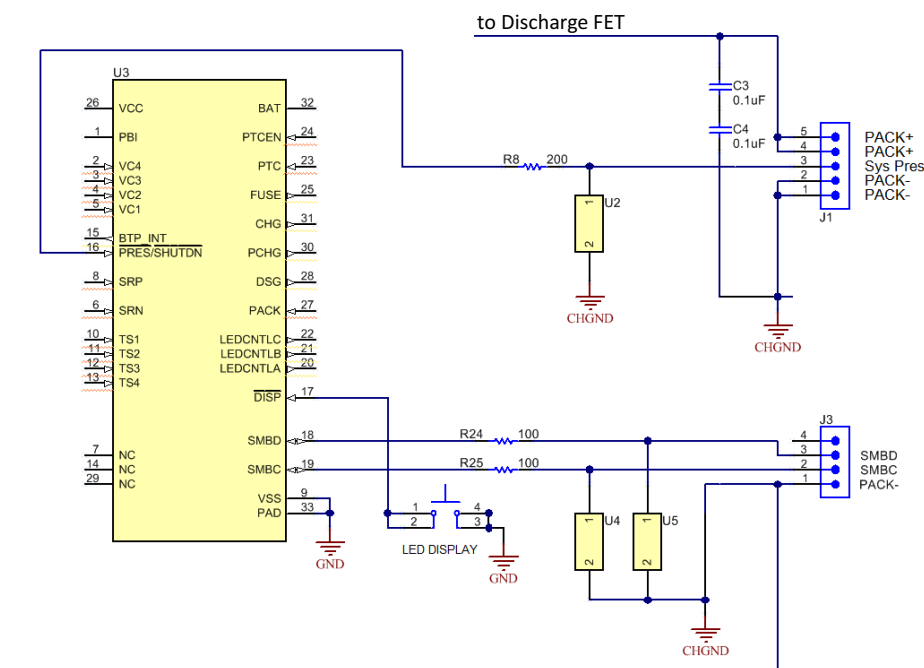 to Discharge FET
U3
26 VCC BAT 32
1 PBI PTCEN 24
2 VC4 PTC 23
3 VC3
4 VC2 FUSE 25
5 VC1
CHG 31
15 BTP_INT
16 PRES/SHUTDN PCHG 30
8 SRP DSG 28
6 SRN PACK 27
10 TS1 LEDCNTLC 22
11 TS2 LEDCNTLB 21
12 TS3 LEDCNTLA 20
13 TS4
DISP 17
SMBD 18
7 NC
14 NC SMBC 19
29 NC
VSS 9
PAD 33
GND
R8 200
U2
1
2
CHGND
C3
0.1uF
C4
0.1uF
5 PACK+
4 PACK+
3 Sys Pres
2 PACK-
1 PACK-
J1
CHGND
R24 100
R25 100
1 4
2 3
LED DISPLAY
GND
U4
1
2
U5
1
2
CHGND
J3
4
3 SMBD
2 SMBC
1 PACK-